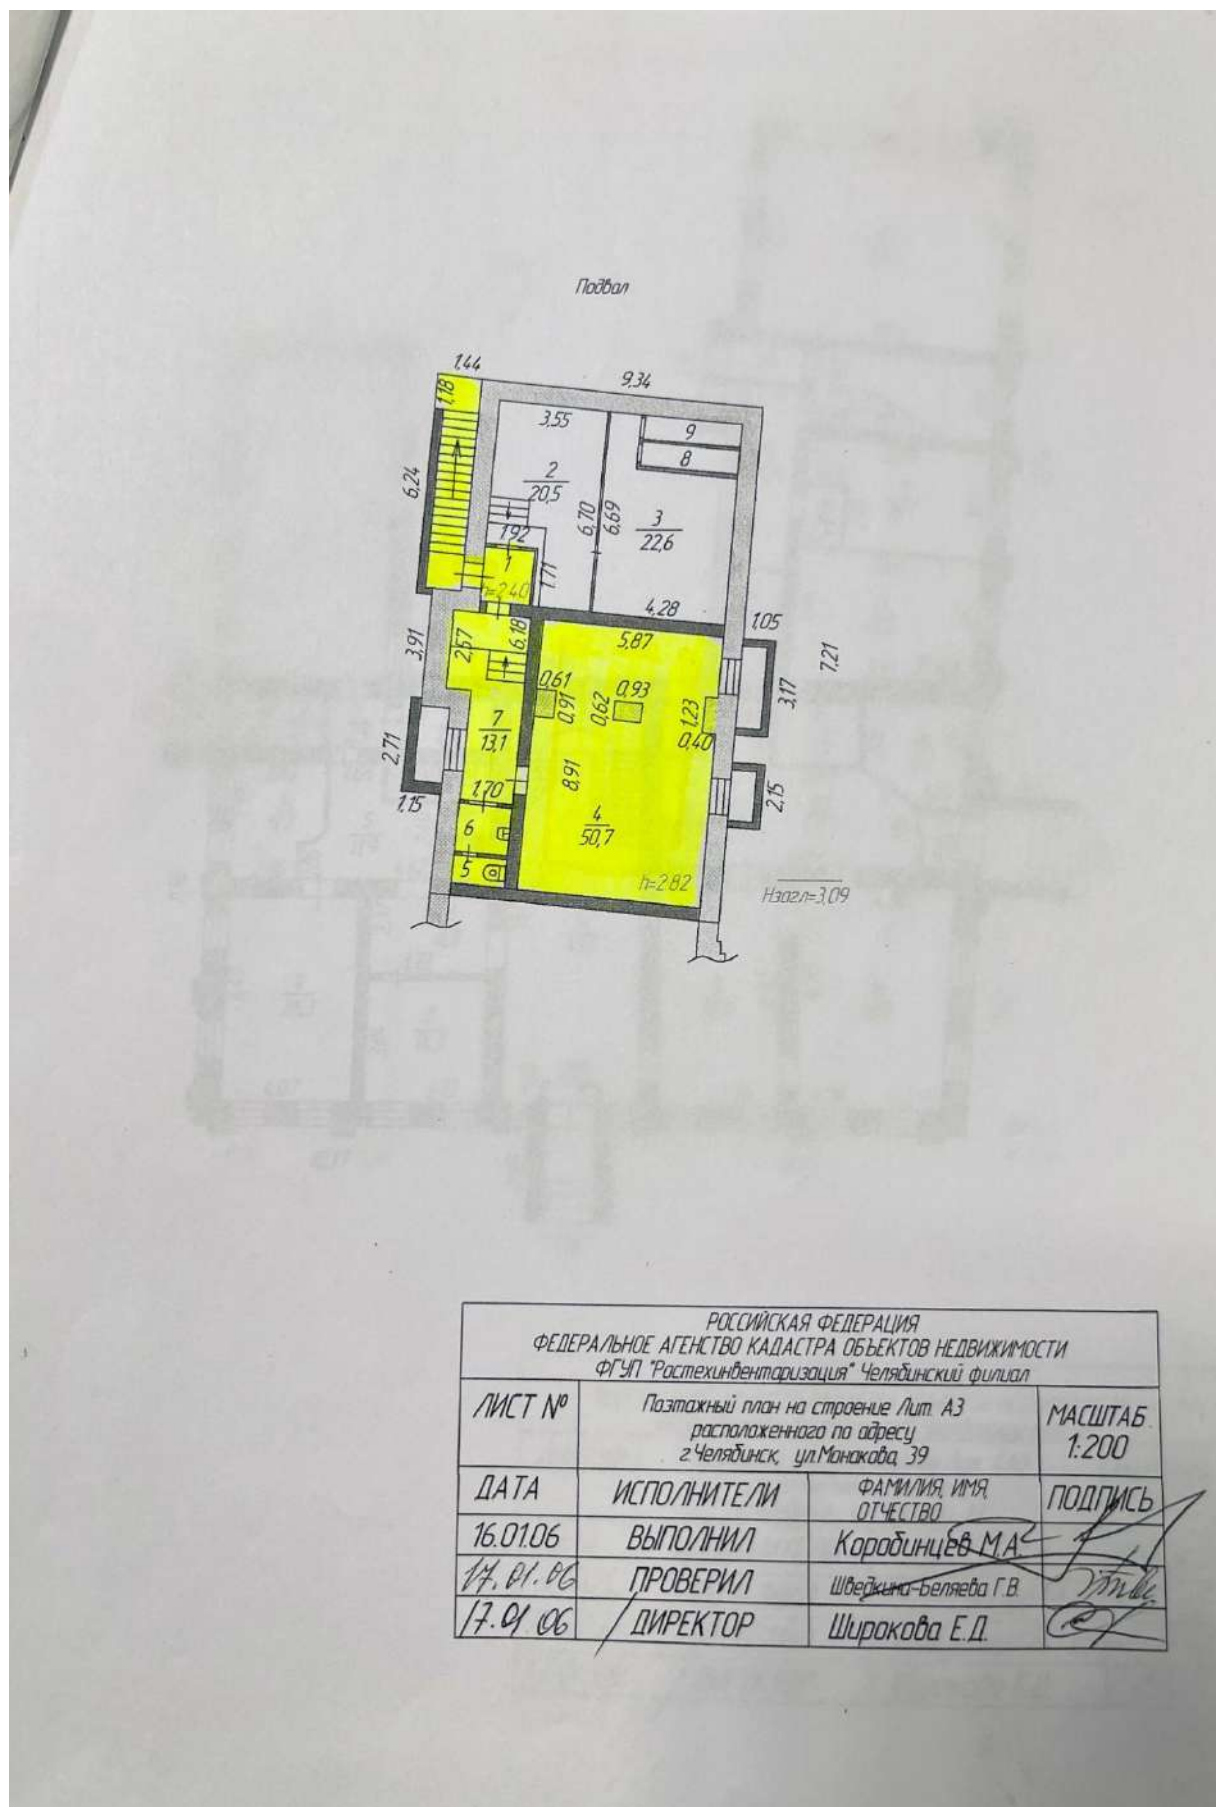 Подвал
1,44
9,34
1,18
3,55
9
8
6,24
2
20,5
6,70
6,69
3
22,6
1,92
1
1,71
h=2.40
4,28
1,05
3,91
2,57
6,18
5,87
7,21
0,61
0,91
0,62
0,93
1,23
0,40
3,17
7
13,1
2,71
8,91
1,70
1,15
2,15
6
4
50,7
5
h=2.82
Hзагл=3,09
РОССИЙСКАЯ ФЕДЕРАЦИЯ
ФЕДЕРАЛЬНОЕ АГЕНСТВО КАДАСТРА ОБЪЕКТОВ НЕДВИЖИМОСТИ
ФГУП "Ростехинвентаризация" Челябинский филиал
ЛИСТ №
Поэтажный план на строение Лит. А3
расположенного по адресу
г.Челябинск, ул.Монакова, 39
МАСШТАБ
1:200
ДАТА ИСПОЛНИТЕЛИ ФАМИЛИЯ, ИМЯ, ОТЧЕСТВО ПОДПИСЬ
16.01.06 ВЫПОЛНИЛ Коробинцев М.А.
17.01.06 ПРОВЕРИЛ Шведкина-Беляева Г.В.
17.01 06 ДИРЕКТОР Широкова Е.Д.